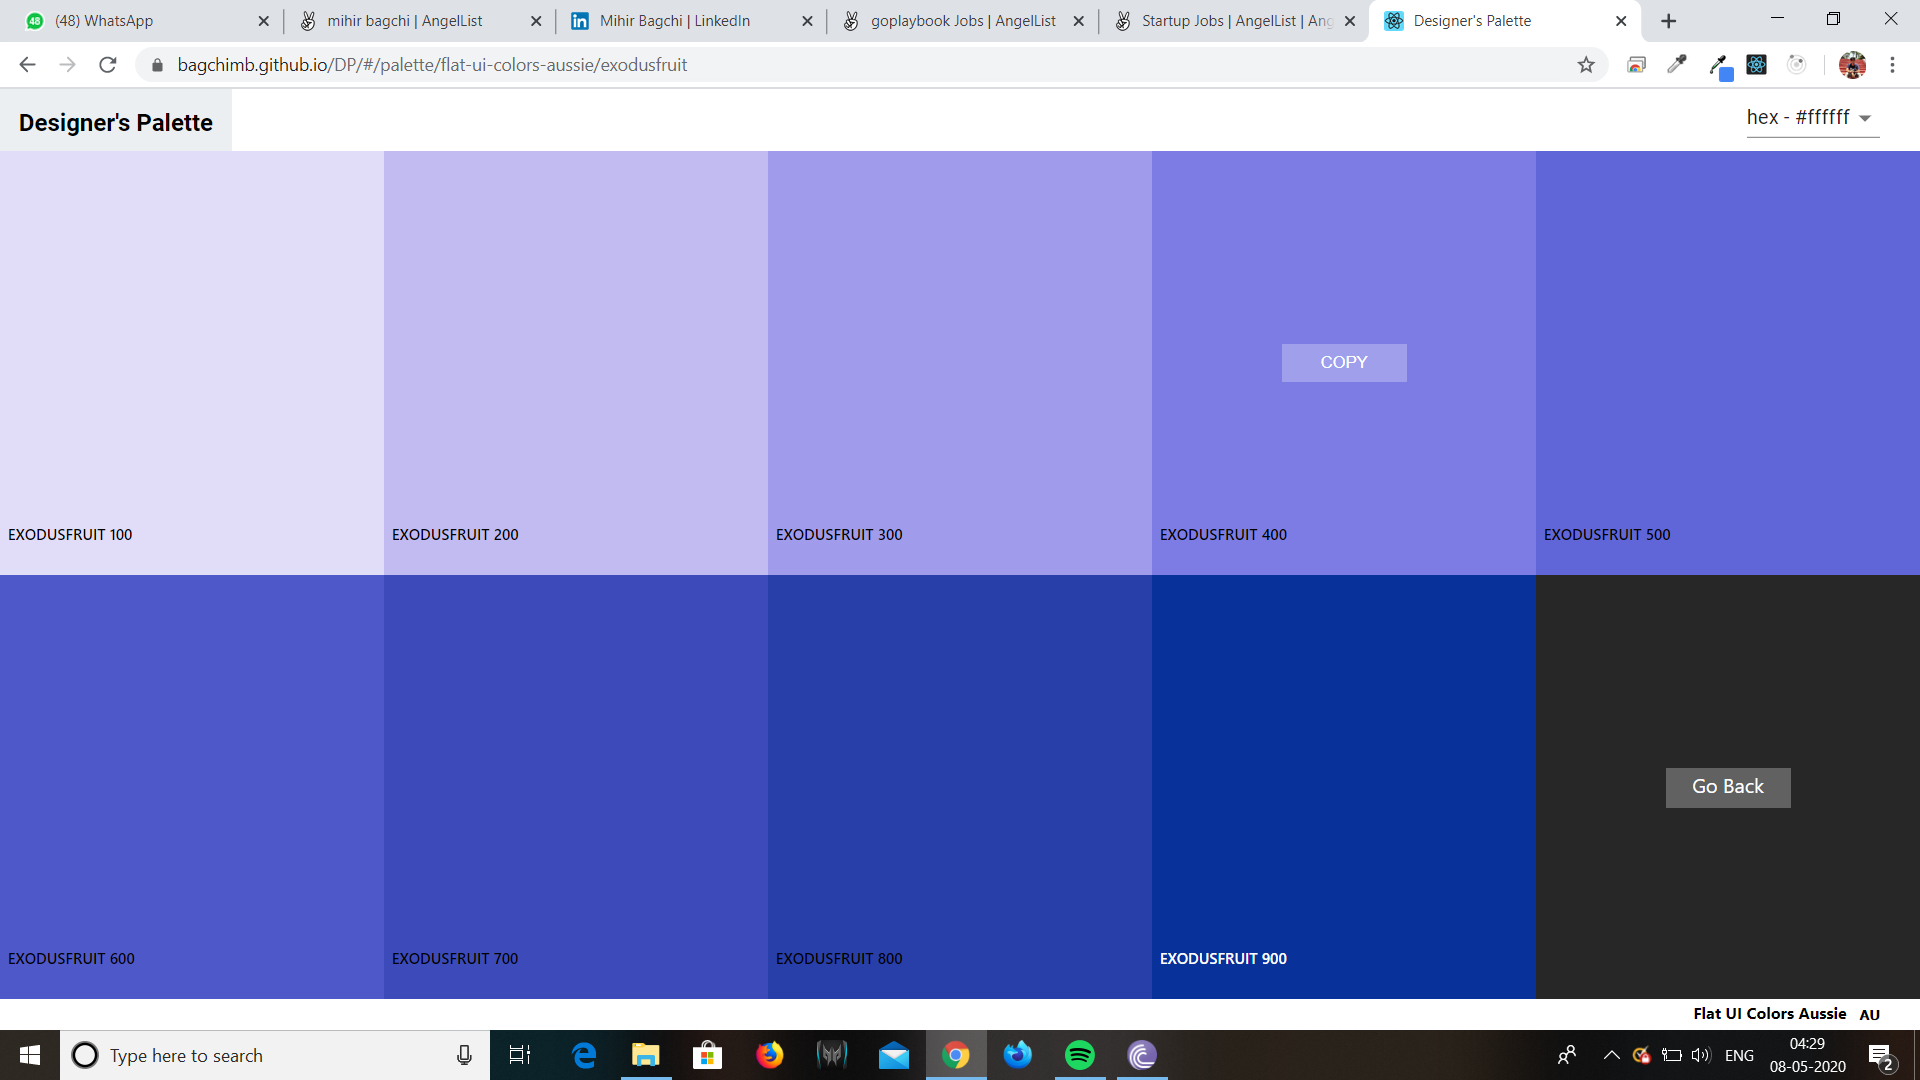 48
(48) WhatsApp
mihir bagchi | AngelList
Mihir Bagchi | LinkedIn
goplaybook Jobs | AngelList
Startup Jobs | AngelList | Ang
Designer's Palette
bagchimb.github.io/DP/#/palette/flat-ui-colors-aussie/exodusfruit
Designer's Palette
hex - #ffffff
COPY
EXODUSFRUIT 100
EXODUSFRUIT 200
EXODUSFRUIT 300
EXODUSFRUIT 400
EXODUSFRUIT 500
Go Back
EXODUSFRUIT 600
EXODUSFRUIT 700
EXODUSFRUIT 800
EXODUSFRUIT 900
Flat UI Colors Aussie AU
Type here to search
ENG
04:29
08-05-2020
2